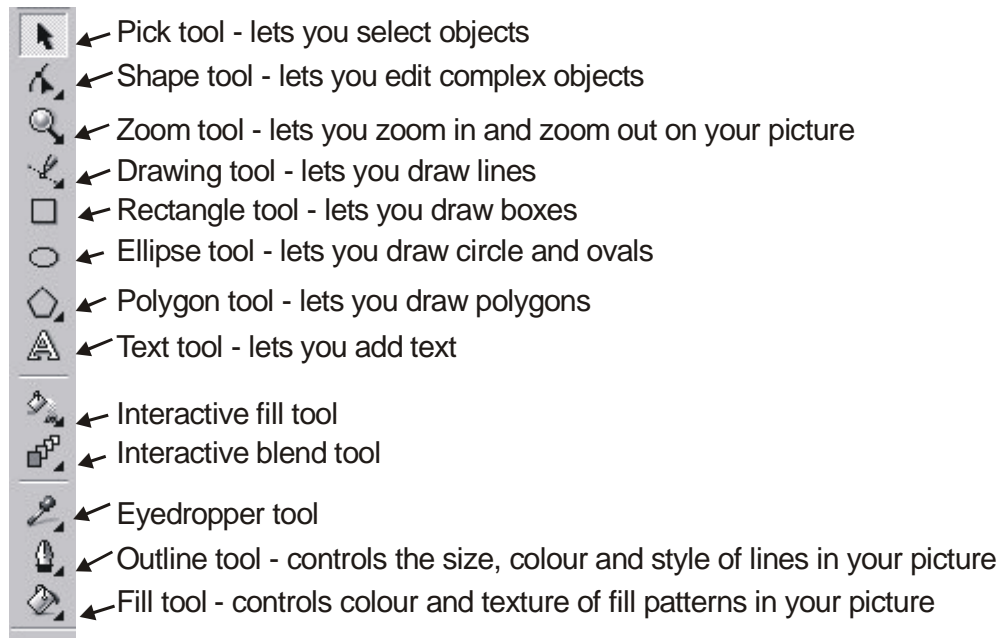 Pick tool - lets you select objects
Shape tool - lets you edit complex objects
Zoom tool - lets you zoom in and zoom out on your picture
Drawing tool - lets you draw lines
Rectangle tool - lets you draw boxes
Ellipse tool - lets you draw circle and ovals
Polygon tool - lets you draw polygons
Text tool - lets you add text
Interactive fill tool
Interactive blend tool
Eyedropper tool
Outline tool - controls the size, colour and style of lines in your picture
Fill tool - controls colour and texture of fill patterns in your picture